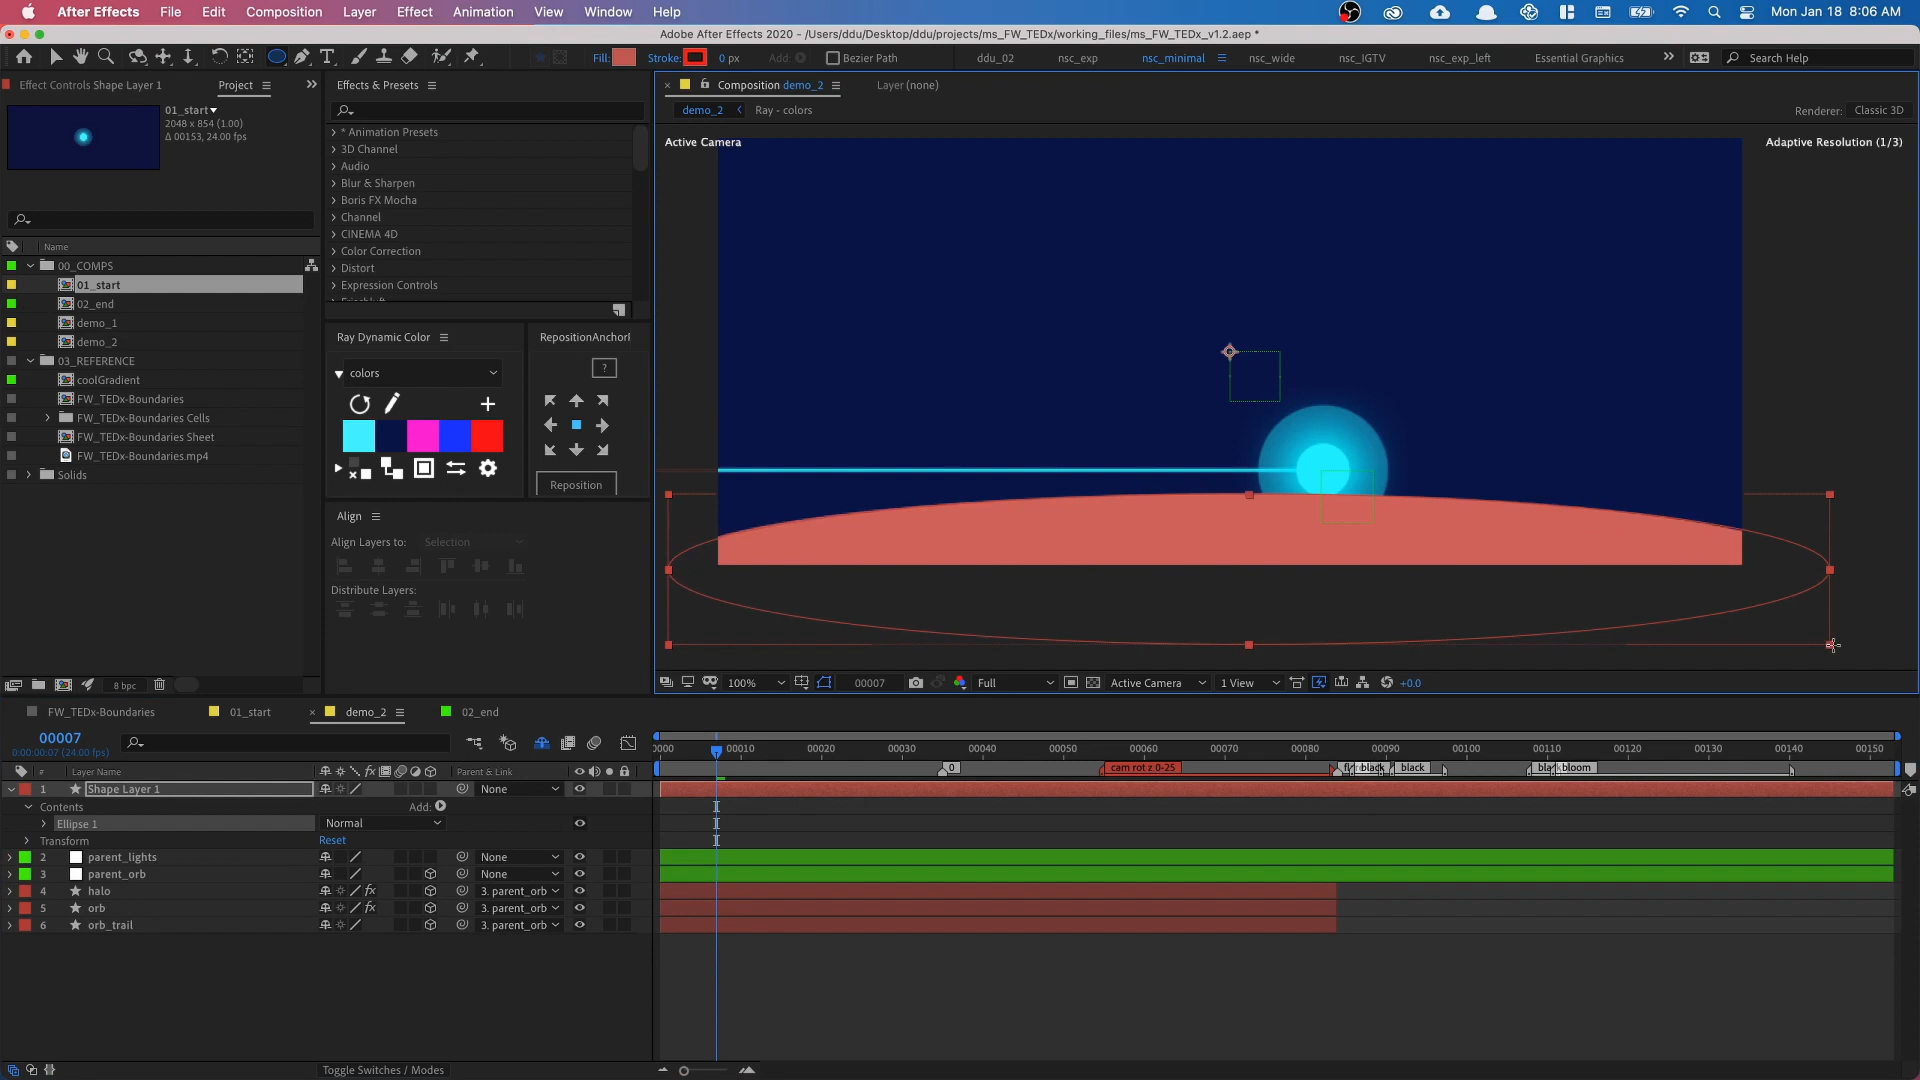 After Effects File Edit Composition Layer Effect Animation View Window Help Mon Jan 18 8:06 AM
Adobe After Effects 2020 - /Users/ddu/Desktop/ddu/projects/ms_FW_TEDx/working_files/ms_FW_TEDx_v1.2.aep *
Fill: Stroke: 0 px Add: Bezier Path ddu_02 nsc_exp nsc_minimal nsc_wide nsc_IGTV nsc_exp_left Essential Graphics Search Help
Effect Controls Shape Layer 1 Project
01_start
2048 x 854 (1.00)
Δ 00153, 24.00 fps
Name
00_COMPS
01_start
02_end
demo_1
demo_2
03_REFERENCE
coolGradient
FW_TEDx-Boundaries
FW_TEDx-Boundaries Cells
FW_TEDx-Boundaries Sheet
FW_TEDx-Boundaries.mp4
Solids
8 bpc
Effects & Presets
* Animation Presets
3D Channel
Audio
Blur & Sharpen
Boris FX Mocha
Channel
CINEMA 4D
Color Correction
Distort
Expression Controls
Ray Dynamic Color
colors
RepositionAnchorI
?
Reposition
Align
Align Layers to: Selection
Distribute Layers:
Composition demo_2 Layer (none)
demo_2 Ray - colors
Renderer: Classic 3D
Active Camera
Adaptive Resolution (1/3)
100% 00007 Full Active Camera 1 View +0.0
FW_TEDx-Boundaries 01_start demo_2 02_end
00007
0:00:00:07 (24.00 fps)
0000 00010 00020 00030 00040 00050 00060 00070 00080 00090 00100 00110 00120 00130 00140 00150
0 cam rot z 0-25 black black bloom
# Layer Name Parent & Link
1 Shape Layer 1 None
Contents Add:
Ellipse 1 Normal
Transform Reset
2 parent_lights None
3 parent_orb None
4 halo 3. parent_orb
5 orb 3. parent_orb
6 orb_trail 3. parent_orb
Toggle Switches / Modes